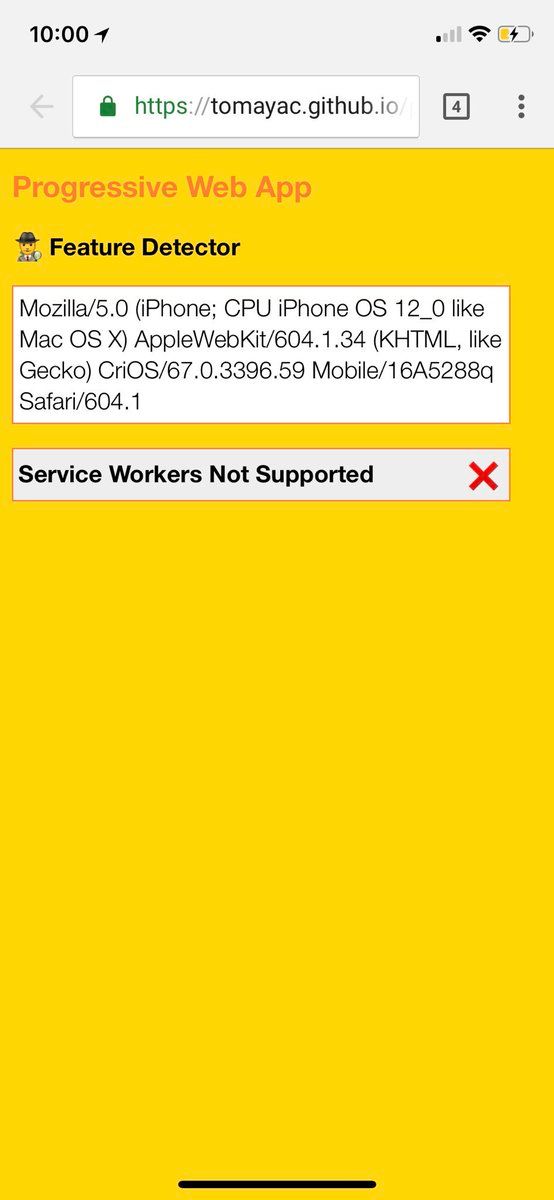 10:00
https://tomayac.github.io/
4
Progressive Web App
Feature Detector
Mozilla/5.0 (iPhone; CPU iPhone OS 12_0 like
Mac OS X) AppleWebKit/604.1.34 (KHTML, like
Gecko) CriOS/67.0.3396.59 Mobile/16A5288q
Safari/604.1
Service Workers Not Supported